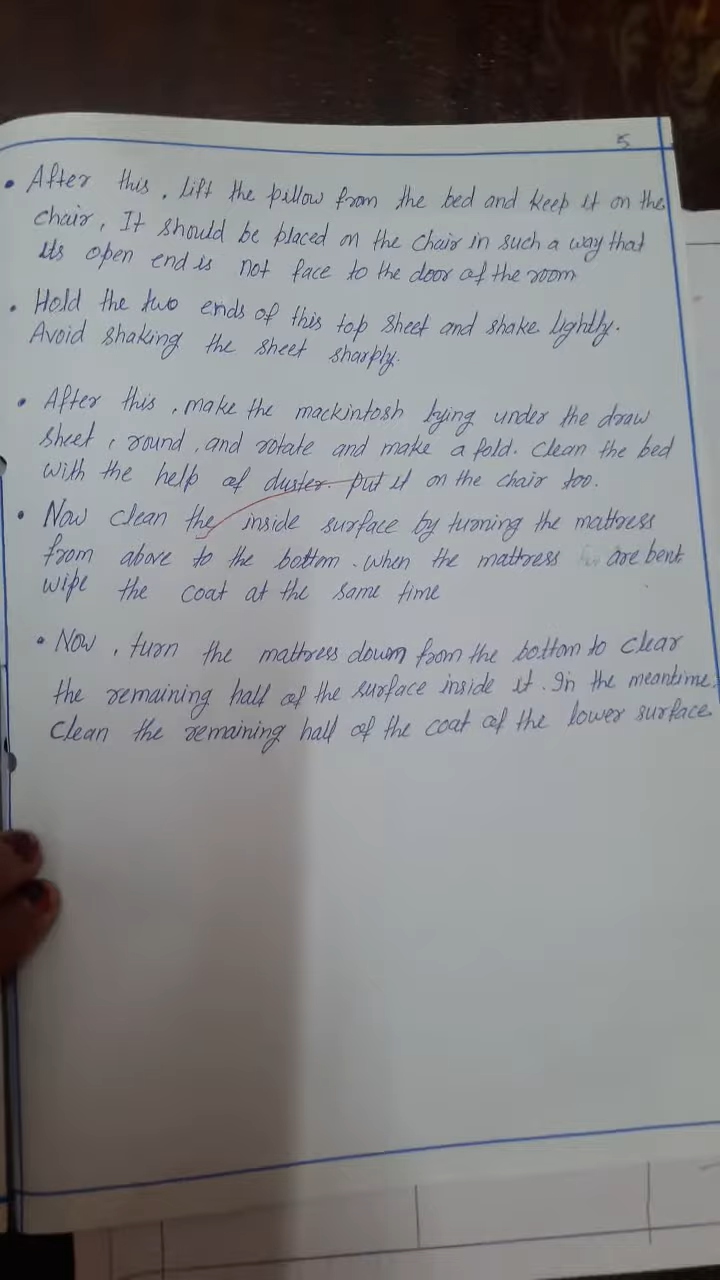 5
• After this, lift the pillow from the bed and keep it on the
chair, It should be placed on the chair in such a way that
its open end is not face to the door of the room
• Hold the two ends of this top sheet and shake lightly.
Avoid shaking the sheet sharply.
• After this, make the mackintosh lying under the draw
sheet, round, and rotate and make a fold. Clean the bed
with the help of duster. Put it on the chair too.
• Now clean the inside surface by turning the mattress
from above to the bottom. when the mattress are bent
wipe the coat at the same time
• Now, turn the mattress down from the bottom to clear
the remaining half of the surface inside it. In the meantime,
Clean the remaining half of the coat of the lower surface